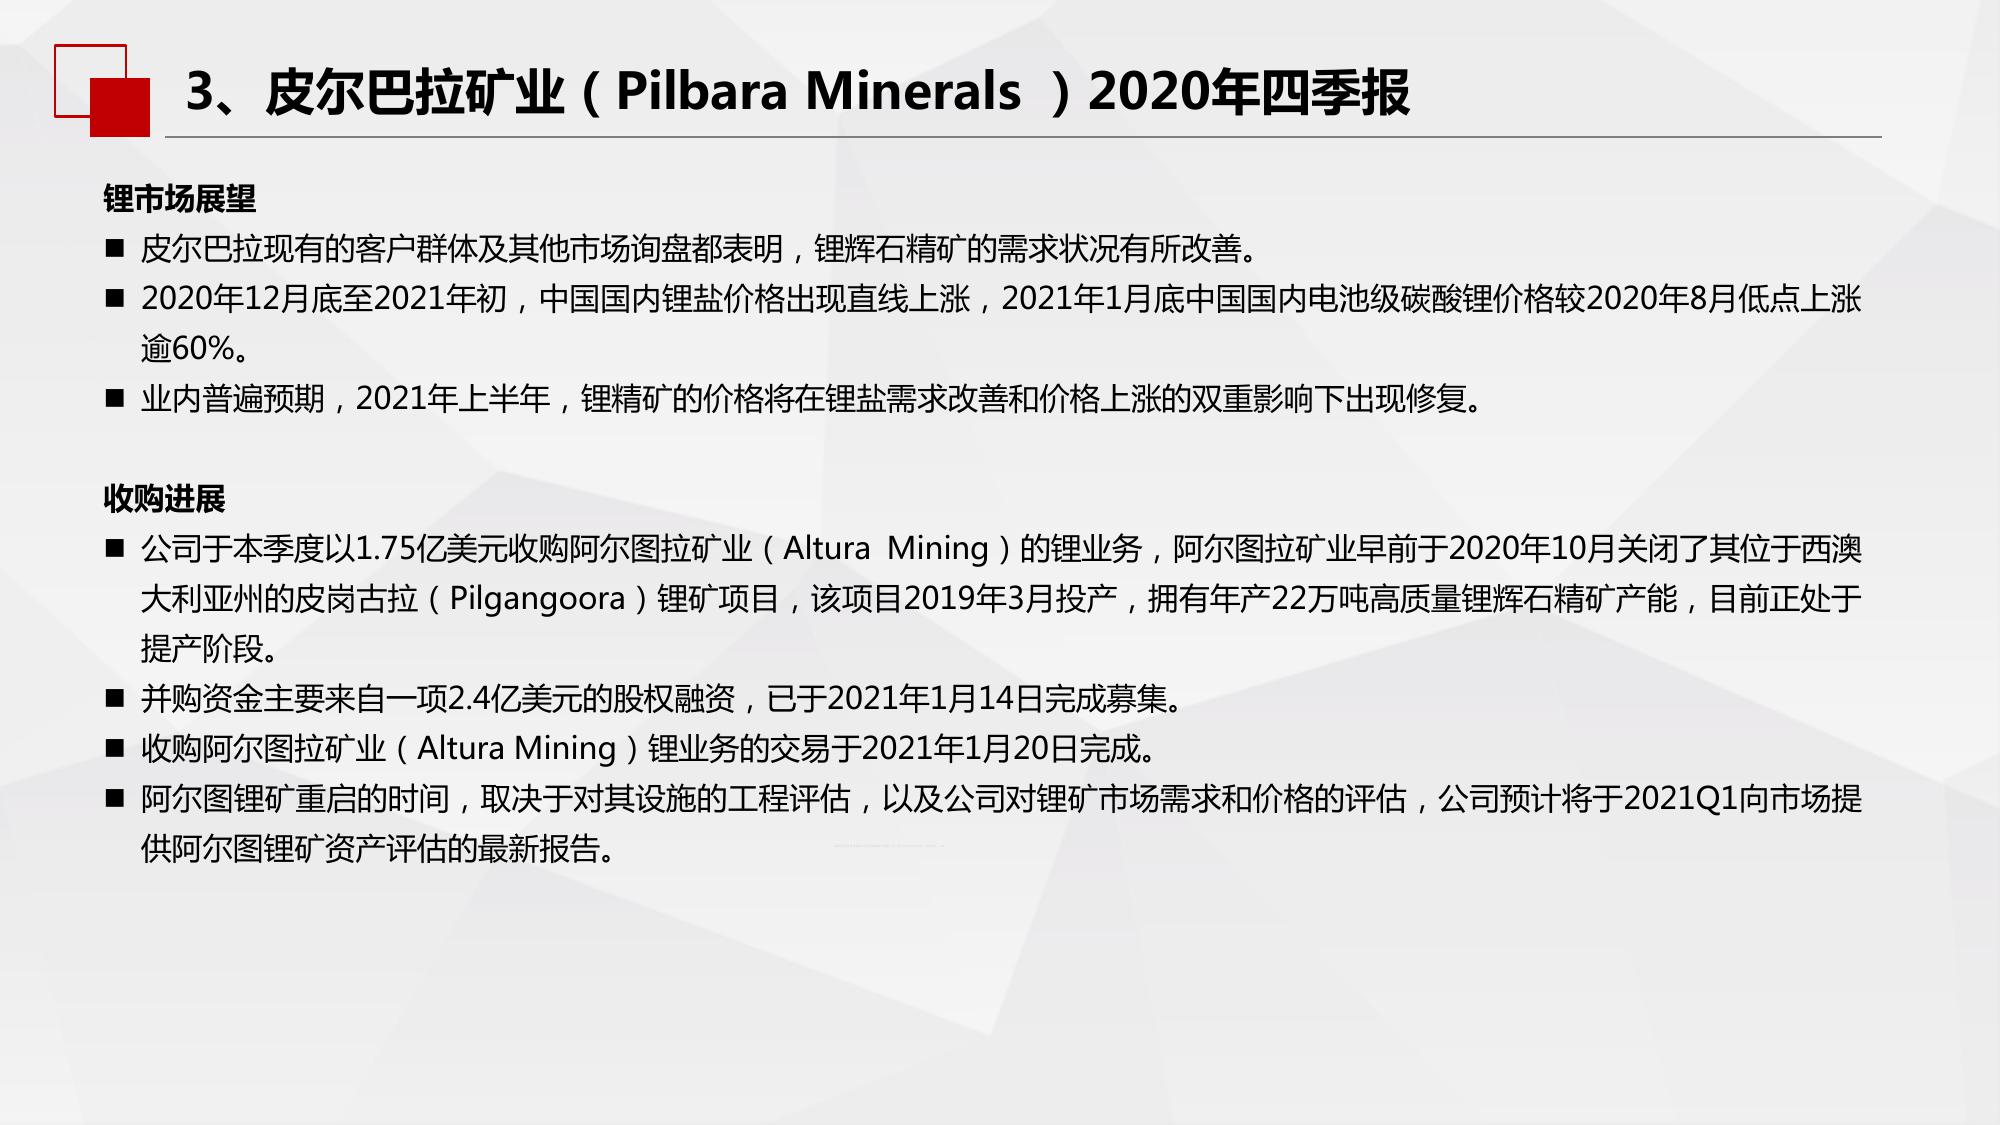 3、皮尔巴拉矿业（Pilbara Minerals ）2020年四季报
锂市场展望
■ 皮尔巴拉现有的客户群体及其他市场询盘都表明，锂辉石精矿的需求状况有所改善。
■ 2020年12月底至2021年初，中国国内锂盐价格出现直线上涨，2021年1月底中国国内电池级碳酸锂价格较2020年8月低点上涨
逾60%。
■ 业内普遍预期，2021年上半年，锂精矿的价格将在锂盐需求改善和价格上涨的双重影响下出现修复。
收购进展
■ 公司于本季度以1.75亿美元收购阿尔图拉矿业（Altura Mining）的锂业务，阿尔图拉矿业早前于2020年10月关闭了其位于西澳
大利亚州的皮岗古拉（Pilgangoora）锂矿项目，该项目2019年3月投产，拥有年产22万吨高质量锂辉石精矿产能，目前正处于
提产阶段。
■ 并购资金主要来自一项2.4亿美元的股权融资，已于2021年1月14日完成募集。
■ 收购阿尔图拉矿业（Altura Mining）锂业务的交易于2021年1月20日完成。
■ 阿尔图锂矿重启的时间，取决于对其设施的工程评估，以及公司对锂矿市场需求和价格的评估，公司预计将于2021Q1向市场提
供阿尔图锂矿资产评估的最新报告。